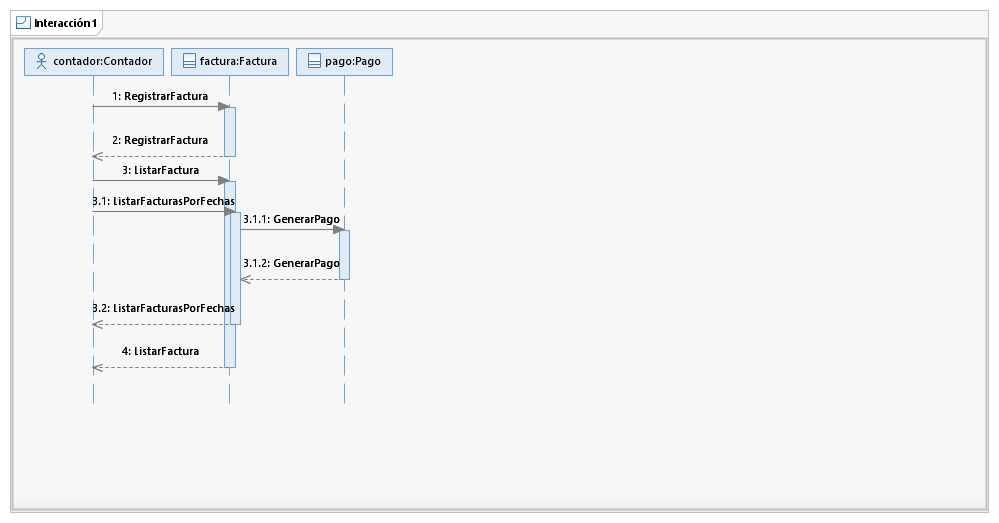 Interacción1
contador:Contador
factura:Factura
pago:Pago
1: RegistrarFactura
2: RegistrarFactura
3: ListarFactura
3.1: ListarFacturasPorFechas
3.1.1: GenerarPago
3.1.2: GenerarPago
3.2: ListarFacturasPorFechas
4: ListarFactura